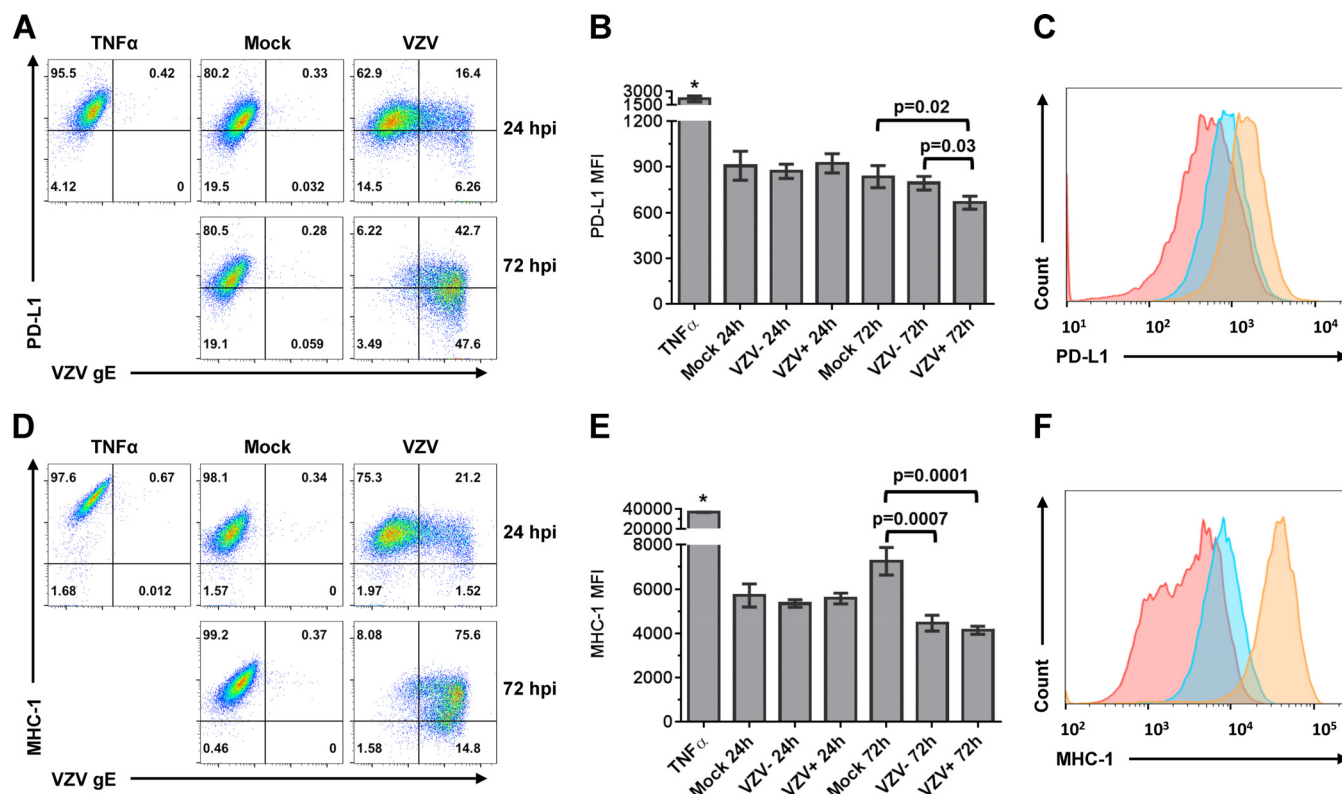 A
TNFα
Mock
VZV
95.5
0.42
4.12
0
80.2
0.33
19.5
0.032
62.9
16.4
14.5
6.26
24 hpi
80.5
0.28
19.1
0.059
6.22
42.7
3.49
47.6
72 hpi
PD-L1
VZV gE
B
3000
1500
1200
900
600
300
0
PD-L1 MFI
*
p=0.02
p=0.03
TNFα
Mock 24h
VZV- 24h
VZV+ 24h
Mock 72h
VZV- 72h
VZV+ 72h
C
Count
10¹ 10² 10³ 10⁴
PD-L1
D
TNFα
Mock
VZV
97.6
0.67
1.68
0.012
98.1
0.34
1.57
0
75.3
21.2
1.97
1.52
24 hpi
99.2
0.37
0.46
0
8.08
75.6
1.58
14.8
72 hpi
MHC-1
VZV gE
E
40000
20000
8000
6000
4000
2000
0
MHC-1 MFI
*
p=0.0001
p=0.0007
TNFα
Mock 24h
VZV- 24h
VZV+ 24h
Mock 72h
VZV- 72h
VZV+ 72h
F
Count
10² 10³ 10⁴ 10⁵
MHC-1